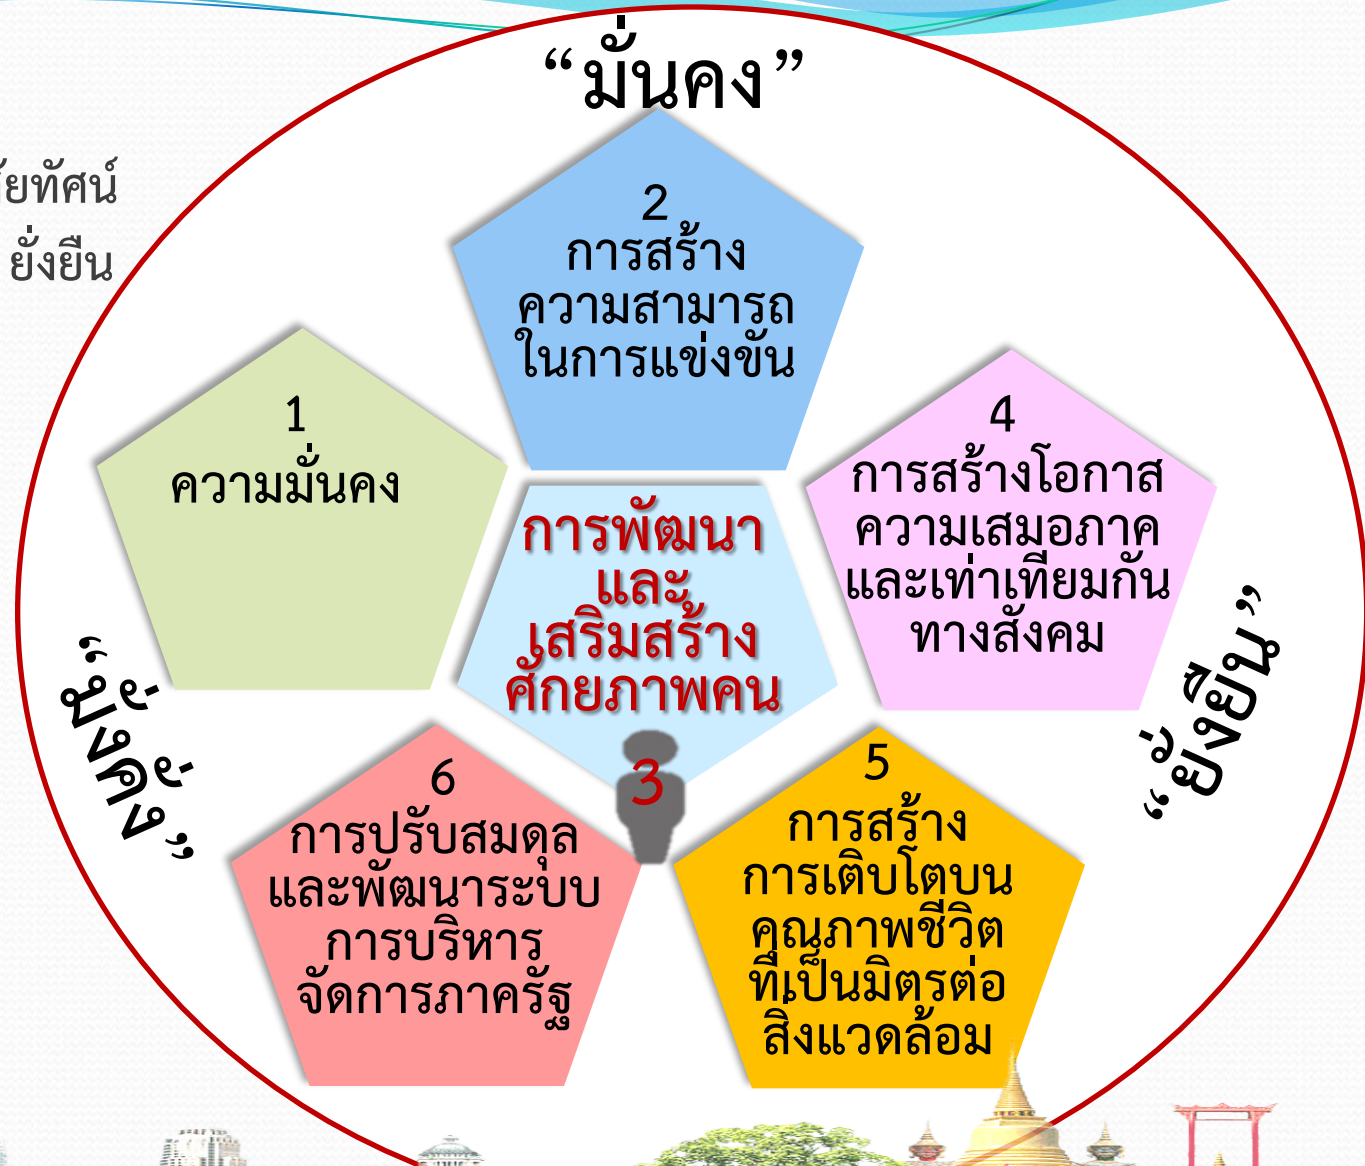 “มั่นคง”
ยั่งยืน
2
การสร้าง
ความสามารถ
ในการแข่งขัน
1
ความมั่นคง
4
การสร้างโอกาส
ความเสมอภาค
และเท่าเทียมกัน
ทางสังคม
การพัฒนา
และ
เสริมสร้าง
ศักยภาพคน
3
“มั่งคั่ง”
“ยั่งยืน”
6
การปรับสมดุล
และพัฒนาระบบ
การบริหาร
จัดการภาครัฐ
5
การสร้าง
การเติบโตบน
คุณภาพชีวิต
ที่เป็นมิตรต่อ
สิ่งแวดล้อม